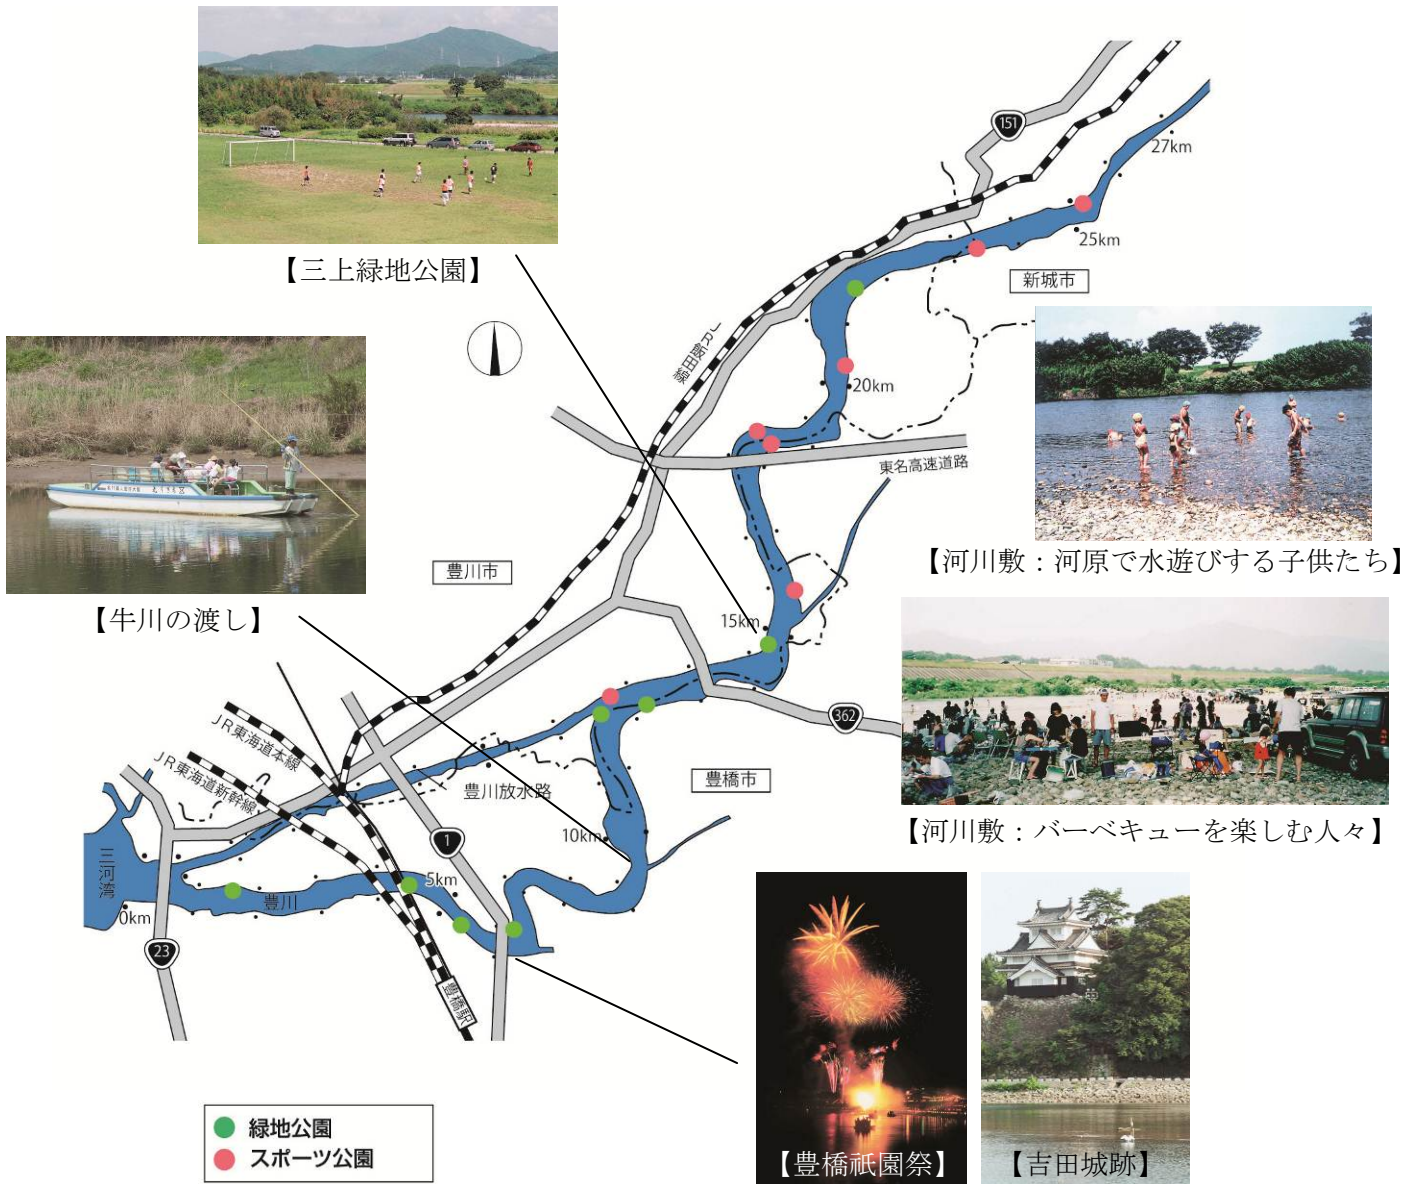 【三上緑地公園】
151
27km
25km
新城市
JR飯田線
20km
東名高速道路
【河川敷：河原で水遊びする子供たち】
【牛川の渡し】
豊川市
15km
362
JR東海道本線
JR東海道新幹線
豊川放水路
豊橋市
【河川敷：バーベキューを楽しむ人々】
10km
1
三河湾
5km
豊川
0km
23
豊橋駅
緑地公園
スポーツ公園
【豊橋祇園祭】
【吉田城跡】